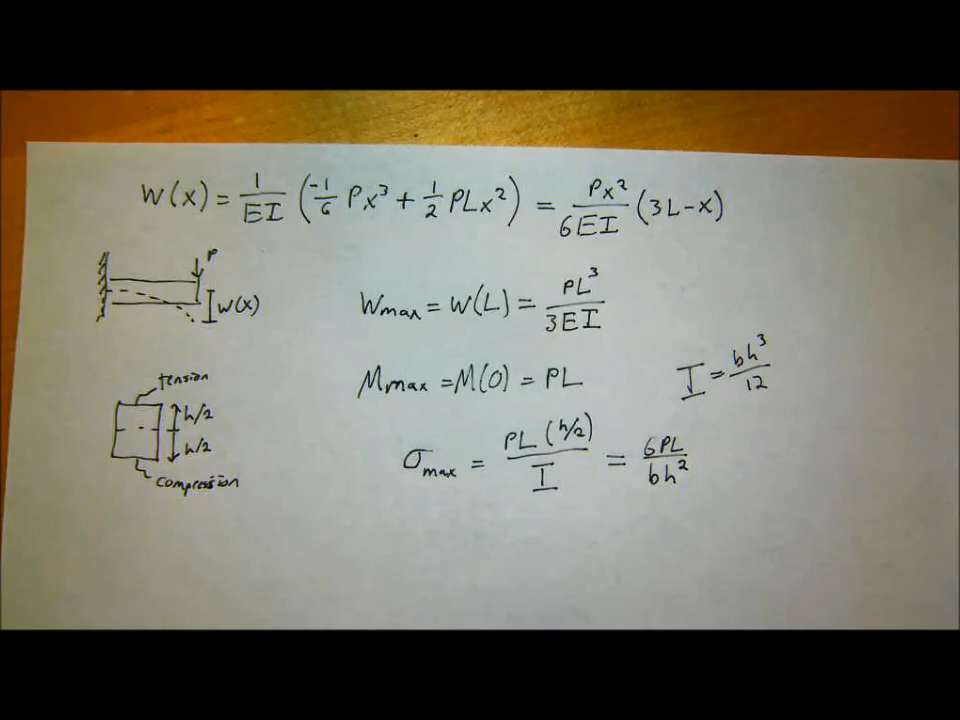 W(x) = 1/EI (-1/6 Px³ + 1/2 PLx²) = Px²/6EI (3L-x)
P
W(x)
Wmax = W(L) = PL³/3EI
Mmax = M(0) = PL
I = bh³/12
tension
h/2
h/2
compression
σmax = PL(h/2)/I = 6PL/bh²